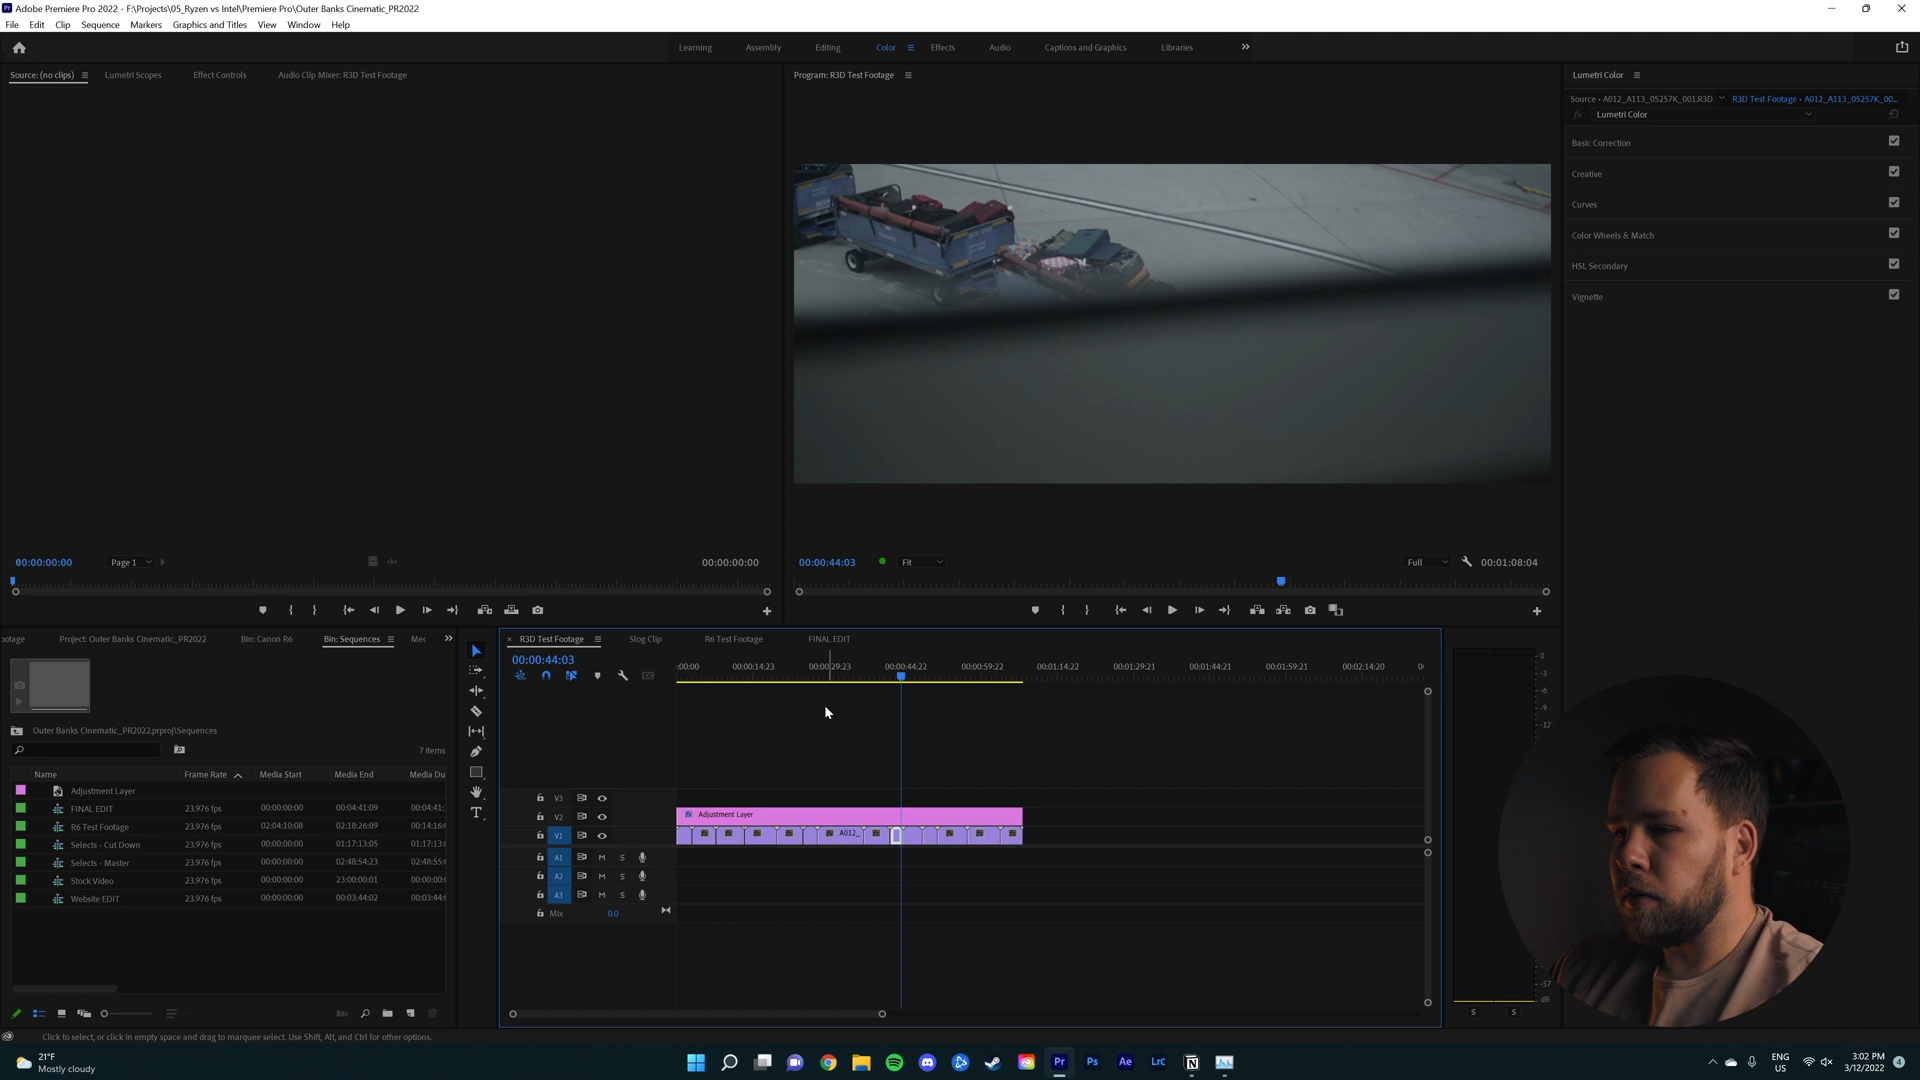 Adobe Premiere Pro 2022 - F:\Projects\05_Ryzen vs Intel\Premiere Pro\Outer Banks Cinematic_PR2022
File Edit Clip Sequence Markers Graphics and Titles View Window Help
Learning Assembly Editing Color Effects Audio Captions and Graphics Libraries
Source: (no clips) Lumetri Scopes Effect Controls Audio Clip Mixer: R3D Test Footage
Program: R3D Test Footage
Lumetri Color
Source • A012_A113_05257K_001.R3D R3D Test Footage • A012_A113_05257K_00...
fx Lumetri Color
Basic Correction
Creative
Curves
Color Wheels & Match
HSL Secondary
Vignette
00:00:00:00 Page 1 00:00:00:00
00:00:44:03 Fit Full 00:01:08:04
ootage Project: Outer Banks Cinematic_PR2022 Bin: Canon R6 Bin: Sequences Mec
Outer Banks Cinematic_PR2022.prproj\Sequences
7 Items
Name Frame Rate Media Start Media End Media Du
Adjustment Layer
FINAL EDIT 23.976 fps 00:00:00:00 00:04:41:09 00:04:41:
R6 Test Footage 23.976 fps 02:04:10:08 02:18:26:09 00:14:16:
Selects - Cut Down 23.976 fps 00:00:00:00 01:17:13:05 01:17:13:
Selects - Master 23.976 fps 00:00:00:00 02:48:54:23 02:48:55:
Stock Video 23.976 fps 00:00:00:00 23:00:00:01 00:00:00:
Website EDIT 23.976 fps 00:00:00:00 00:03:44:02 00:03:44:
× R3D Test Footage Slog Clip R6 Test Footage FINAL EDIT
00:00:44:03
:00:00 00:00:14:23 00:00:29:23 00:00:44:22 00:00:59:22 00:01:14:22 00:01:29:21 00:01:44:21 00:01:59:21 00:02:14:20 00
V3
V2 fx Adjustment Layer
V1 A012_
A1 M S
A2 M S
A3 M S
Mix 0.0
0
-3
-6
-9
-12
-57
dB
S S
Click to select, or click in empty space and drag to marquee select. Use Shift, Alt, and Ctrl for other options.
21°F
Mostly cloudy
Pr Ps Ae LrC
ENG
US
3:02 PM
3/12/2022
4